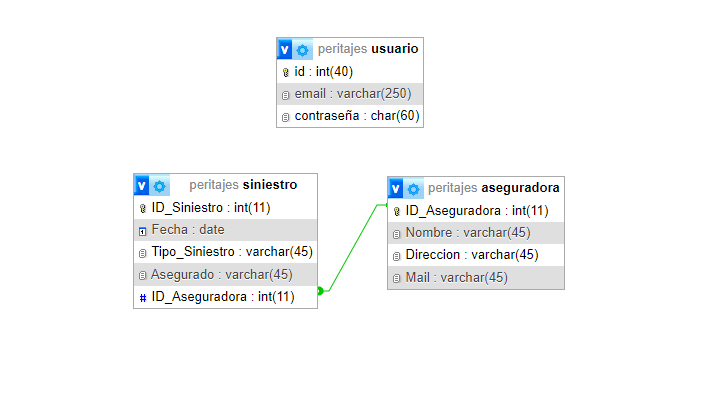 peritajes usuario
id : int(40)
email : varchar(250)
contraseña : char(60)
peritajes siniestro
ID_Siniestro : int(11)
Fecha : date
Tipo_Siniestro : varchar(45)
Asegurado : varchar(45)
# ID_Aseguradora : int(11)
peritajes aseguradora
ID_Aseguradora : int(11)
Nombre : varchar(45)
Direccion : varchar(45)
Mail : varchar(45)